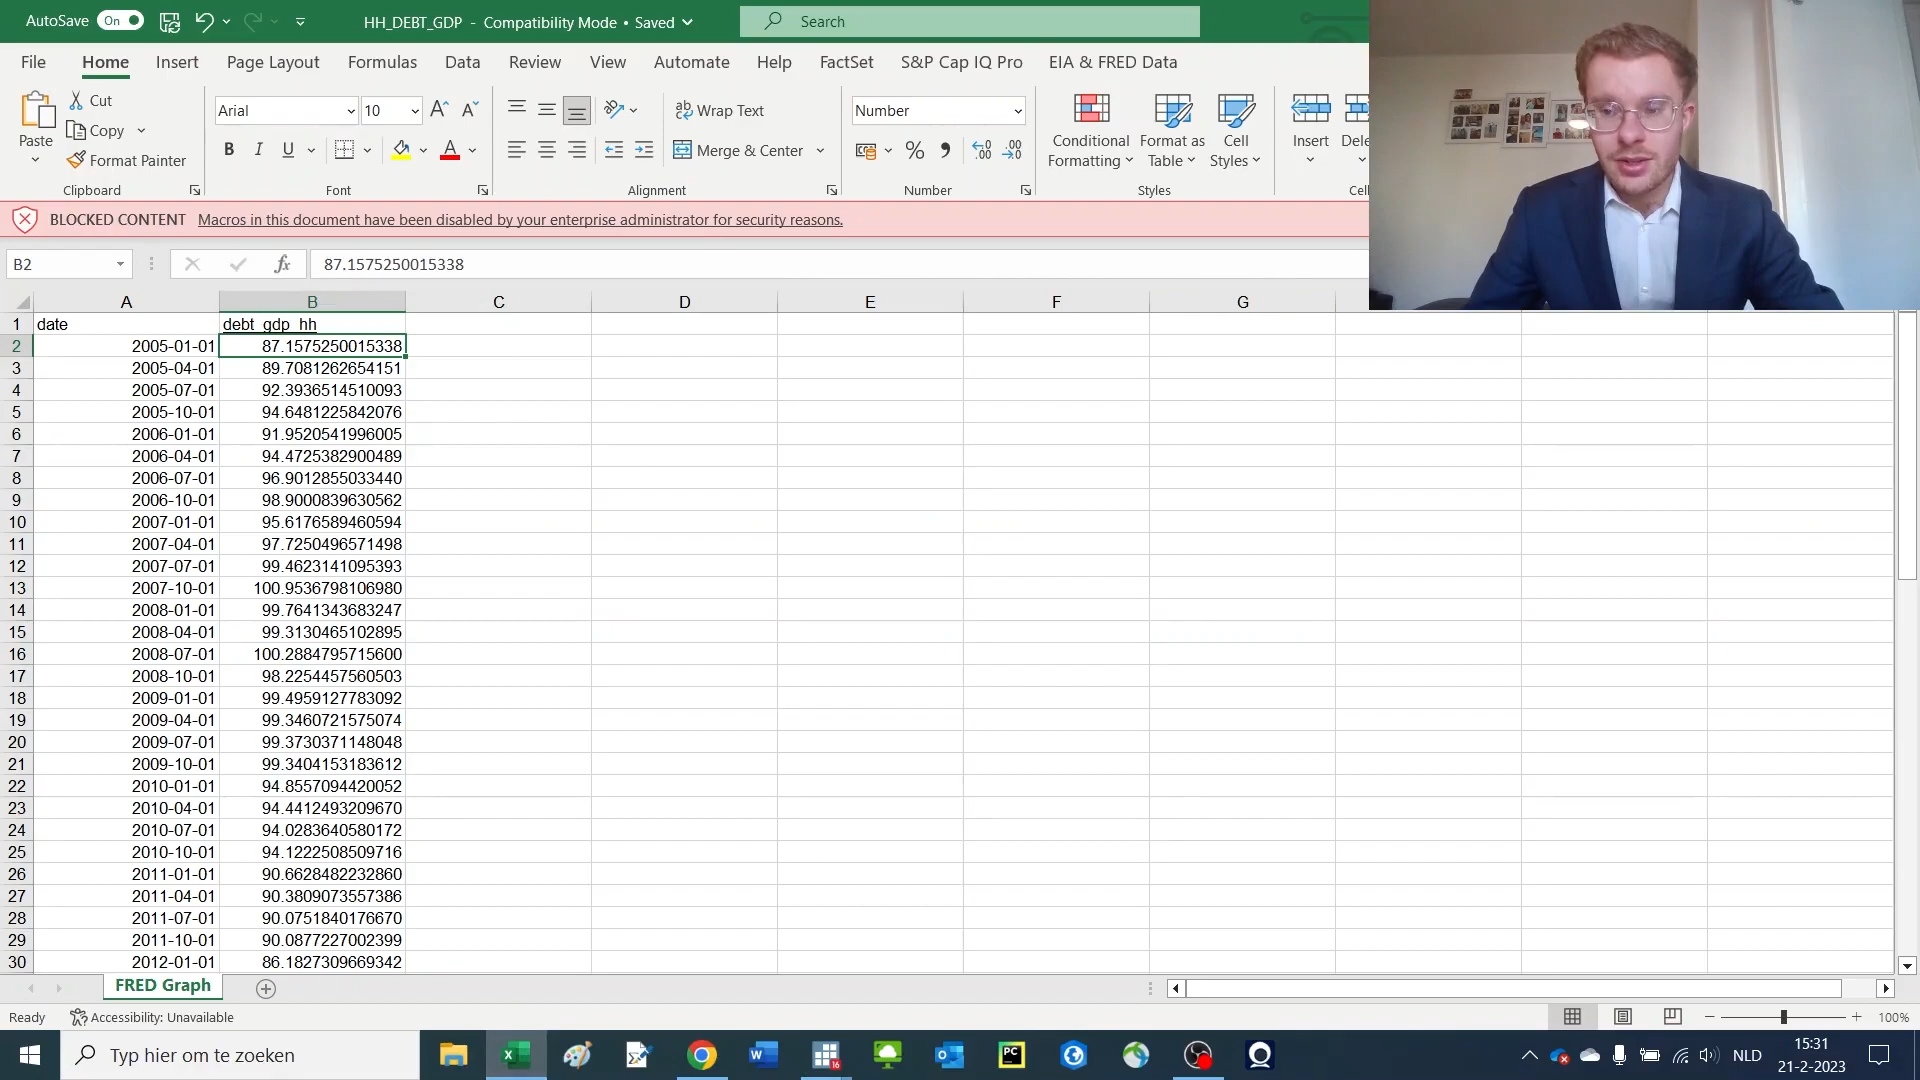 AutoSave On HH_DEBT_GDP - Compatibility Mode • Saved Search
File Home Insert Page Layout Formulas Data Review View Automate Help FactSet S&P Cap IQ Pro EIA & FRED Data
Paste Cut Copy Format Painter
Arial 10
B I U
Wrap Text
Merge & Center
Number
Conditional Formatting
Format as Table
Cell Styles
Insert
Dele
Clipboard Font Alignment Number Styles Cell
BLOCKED CONTENT Macros in this document have been disabled by your enterprise administrator for security reasons.
B2 fx 87.1575250015338
A B C D E F G
1 date debt_gdp_hh
2 2005-01-01 87.1575250015338
3 2005-04-01 89.7081262654151
4 2005-07-01 92.3936514510093
5 2005-10-01 94.6481225842076
6 2006-01-01 91.9520541996005
7 2006-04-01 94.4725382900489
8 2006-07-01 96.9012855033440
9 2006-10-01 98.9000839630562
10 2007-01-01 95.6176589460594
11 2007-04-01 97.7250496571498
12 2007-07-01 99.4623141095393
13 2007-10-01 100.9536798106980
14 2008-01-01 99.7641343683247
15 2008-04-01 99.3130465102895
16 2008-07-01 100.2884795715600
17 2008-10-01 98.2254457560503
18 2009-01-01 99.4959127783092
19 2009-04-01 99.3460721575074
20 2009-07-01 99.3730371148048
21 2009-10-01 99.3404153183612
22 2010-01-01 94.8557094420052
23 2010-04-01 94.4412493209670
24 2010-07-01 94.0283640580172
25 2010-10-01 94.1222508509716
26 2011-01-01 90.6628482232860
27 2011-04-01 90.3809073557386
28 2011-07-01 90.0751840176670
29 2011-10-01 90.0877227002399
30 2012-01-01 86.1827309669342
FRED Graph
Ready Accessibility: Unavailable 100%
Typ hier om te zoeken NLD 15:31
21-2-2023